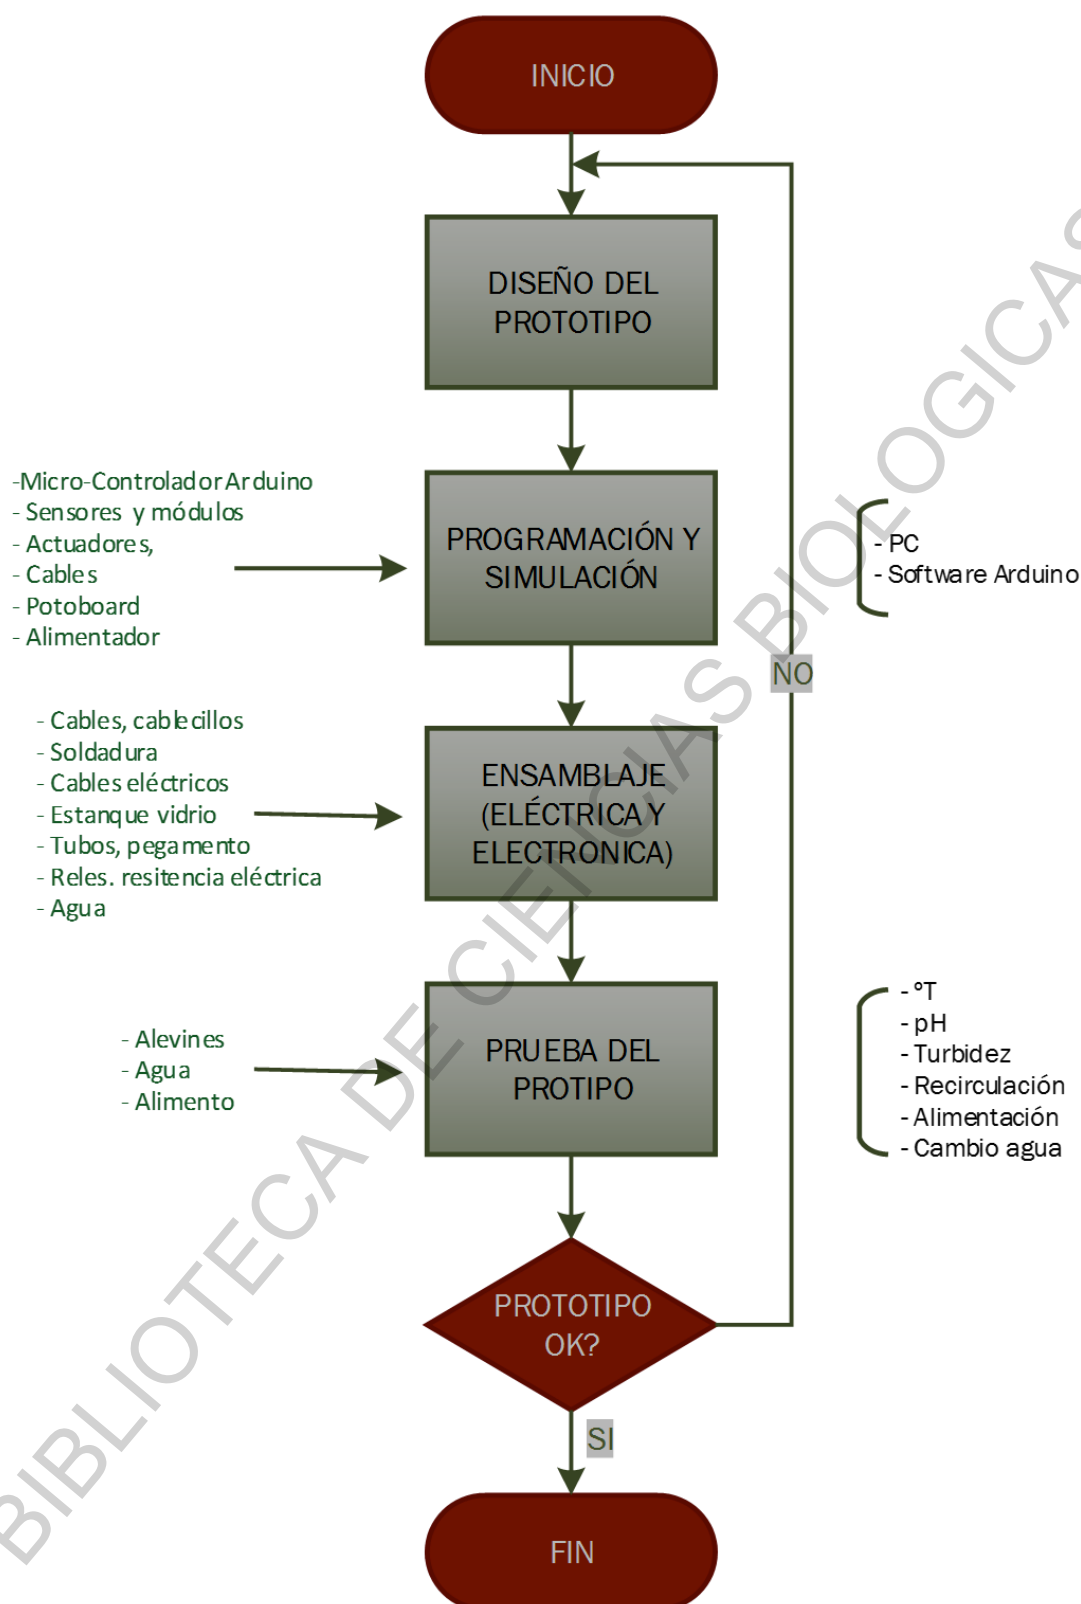 INICIO
DISEÑO DEL
PROTOTIPO
-Micro-Controlador Arduino
- Sensores y módulos
- Actuadores,
- Cables
- Potoboard
- Alimentador
PROGRAMACIÓN Y
SIMULACIÓN
- PC
- Software Arduino
NO
- Cables, cablecillos
- Soldadura
- Cables eléctricos
- Estanque vidrio
- Tubos, pegamento
- Reles. resitencia eléctrica
- Agua
ENSAMBLAJE
(ELÉCTRICA Y
ELECTRONICA)
- Alevines
- Agua
- Alimento
PRUEBA DEL
PROTIPO
- ºT
- pH
- Turbidez
- Recirculación
- Alimentación
- Cambio agua
PROTOTIPO
OK?
SI
FIN
BIBLIOTECA DE CIENCIAS BIOLOGICAS